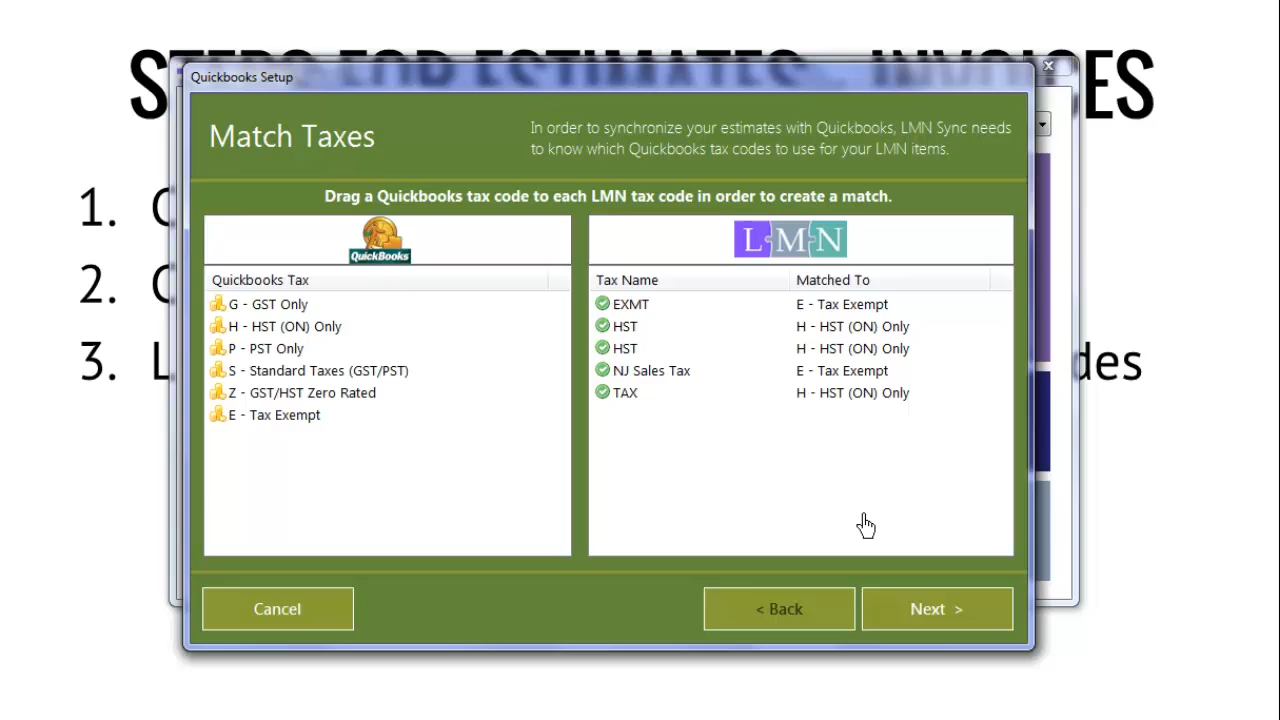 Quickbooks Setup
Match Taxes
In order to synchronize your estimates with Quickbooks, LMN Sync needs
to know which Quickbooks tax codes to use for your LMN items.
Drag a Quickbooks tax code to each LMN tax code in order to create a match.
QuickBooks
LMN
Quickbooks Tax
Tax Name Matched To
G - GST Only
H - HST (ON) Only
P - PST Only
S - Standard Taxes (GST/PST)
Z - GST/HST Zero Rated
E - Tax Exempt
EXMT E - Tax Exempt
HST H - HST (ON) Only
HST H - HST (ON) Only
NJ Sales Tax E - Tax Exempt
TAX H - HST (ON) Only
Cancel
< Back
Next >
1.
2.
3.